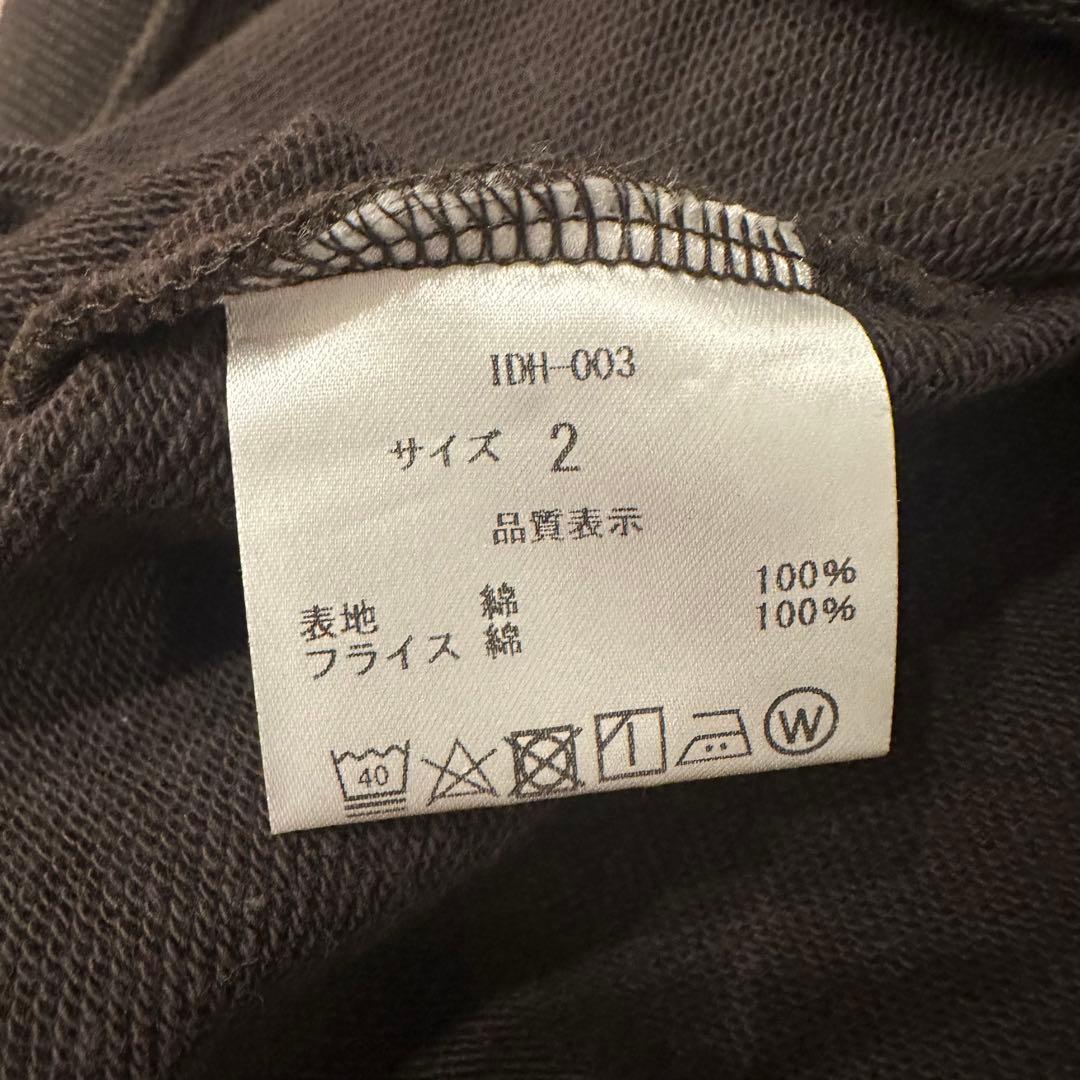 IDH-003
サイズ 2
品質表示
表地 綿 100%
フライス 綿 100%
40 W